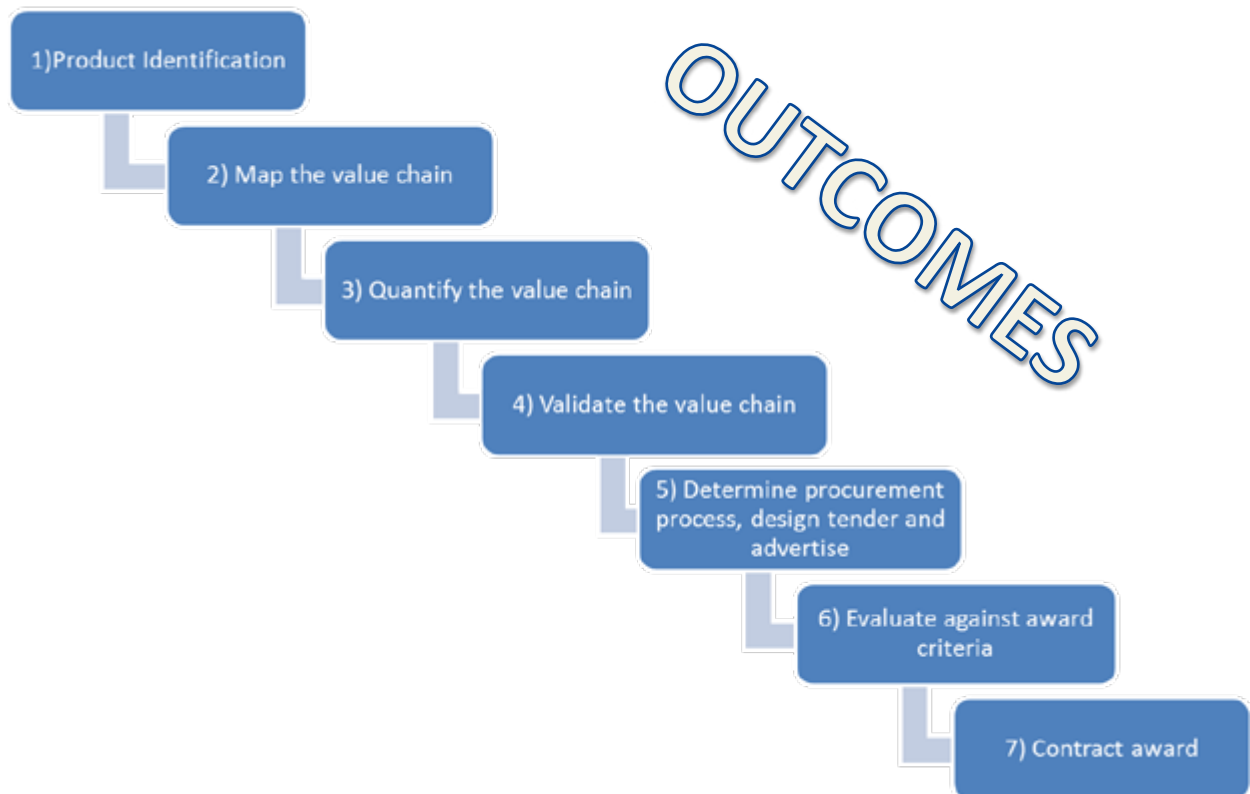 1)Product Identification
OUTCOMES
2) Map the value chain
3) Quantify the value chain
4) Validate the value chain
5) Determine procurement
process, design tender and
advertise
6) Evaluate against award
criteria
7) Contract award